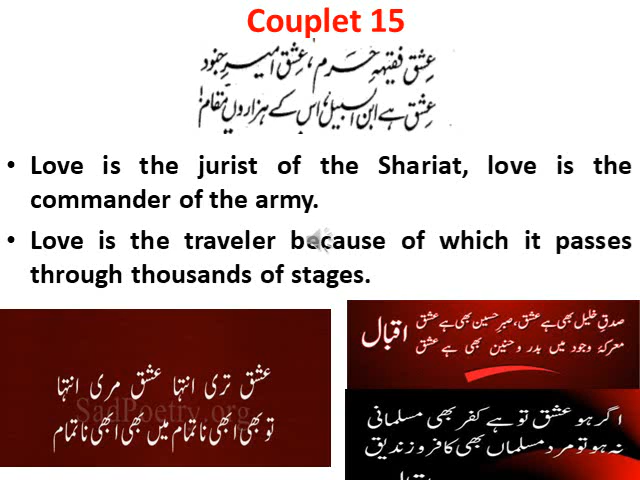 Couplet 15
عشق فقیہہ حرم، عشق امیر جنود
عشق ہے ابن السبیل، اس کے ہزاروں مقام
• Love is the jurist of the Shariat, love is the
commander of the army.
• Love is the traveler because of which it passes
through thousands of stages.
عشق تری انتہا عشق مری انتہا
تو بھی ابھی ناتمام میں بھی ابھی ناتمام
SadPoetry.org
صدق خلیل بھی ہے عشق، صبر حسین بھی ہے عشق
معرکۂ وجود میں بدر و حنین بھی ہے عشق
اقبال
اگر ہو عشق تو ہے کفر بھی مسلمانی
نہ ہو تو مرد مسلماں بھی کافر و زندیق